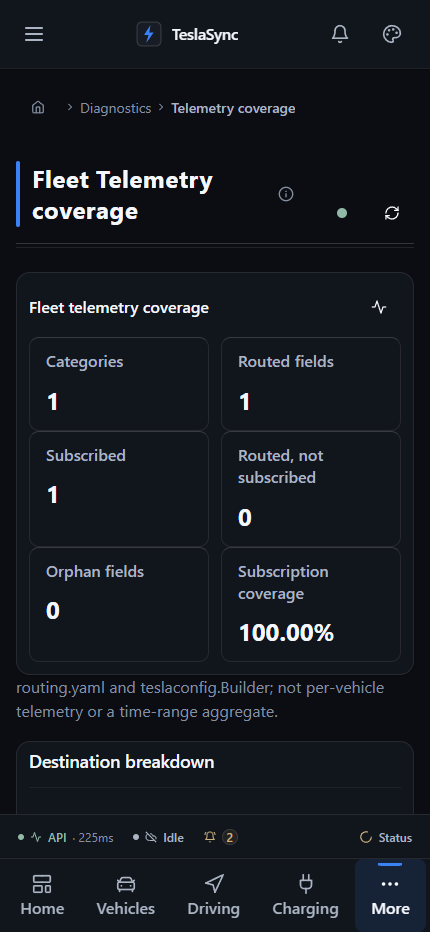 TeslaSync
Diagnostics > Telemetry coverage
Fleet Telemetry
coverage
Fleet telemetry coverage
Categories
1
Routed fields
1
Subscribed
1
Routed, not
subscribed
0
Orphan fields
0
Subscription
coverage
100.00%
routing.yaml and teslaconfig.Builder; not per-vehicle
telemetry or a time-range aggregate.
Destination breakdown
API · 225ms
Idle
2
Status
Home
Vehicles
Driving
Charging
More